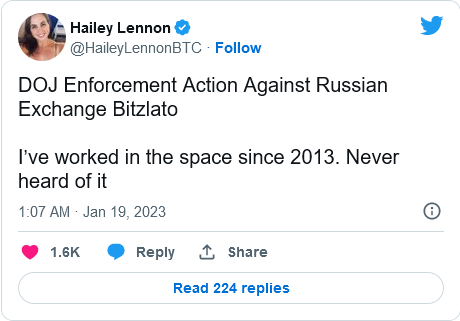 Hailey Lennon
@HaileyLennonBTC · Follow
DOJ Enforcement Action Against Russian
Exchange Bitzlato
I’ve worked in the space since 2013. Never
heard of it
1:07 AM · Jan 19, 2023
1.6K Reply Share
Read 224 replies